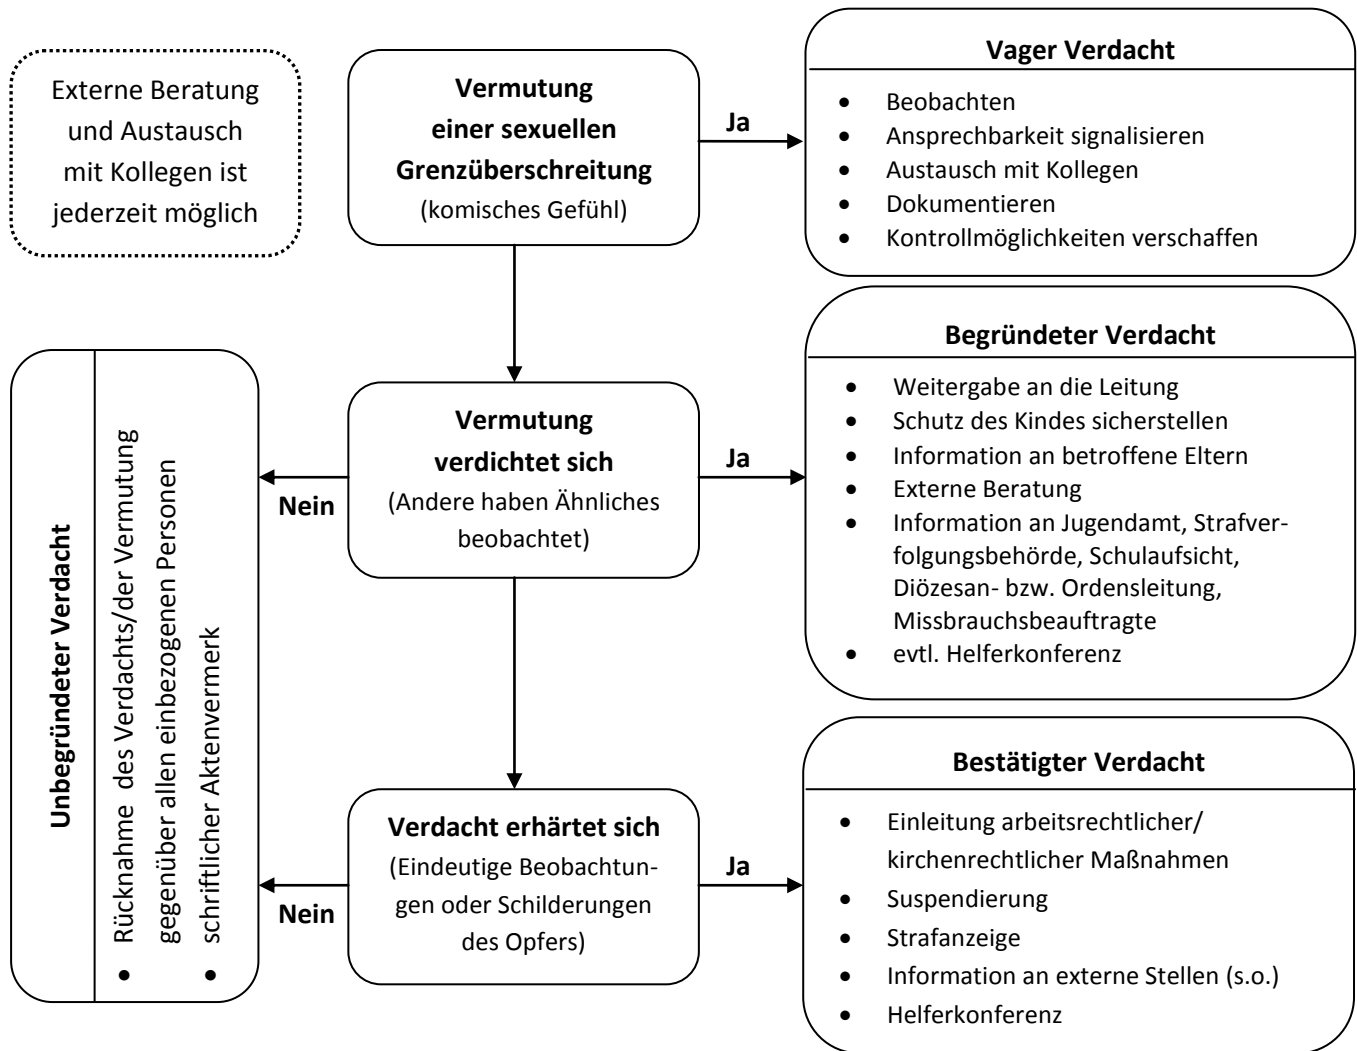 Externe Beratung
und Austausch
mit Kollegen ist
jederzeit möglich
Vermutung
einer sexuellen
Grenzüberschreitung
(komisches Gefühl)
Ja
Vager Verdacht
• Beobachten
• Ansprechbarkeit signalisieren
• Austausch mit Kollegen
• Dokumentieren
• Kontrollmöglichkeiten verschaffen
Unbegründeter Verdacht
• Rücknahme des Verdachts/der Vermutung
gegenüber allen einbezogenen Personen
• schriftlicher Aktenvermerk
Nein
Vermutung
verdichtet sich
(Andere haben Ähnliches
beobachtet)
Ja
Begründeter Verdacht
• Weitergabe an die Leitung
• Schutz des Kindes sicherstellen
• Information an betroffene Eltern
• Externe Beratung
• Information an Jugendamt, Strafver-
folgungsbehörde, Schulaufsicht,
Diözesan- bzw. Ordensleitung,
Missbrauchsbeauftragte
• evtl. Helferkonferenz
Nein
Verdacht erhärtet sich
(Eindeutige Beobachtun-
gen oder Schilderungen
des Opfers)
Ja
Bestätigter Verdacht
• Einleitung arbeitsrechtlicher/
kirchenrechtlicher Maßnahmen
• Suspendierung
• Strafanzeige
• Information an externe Stellen (s.o.)
• Helferkonferenz